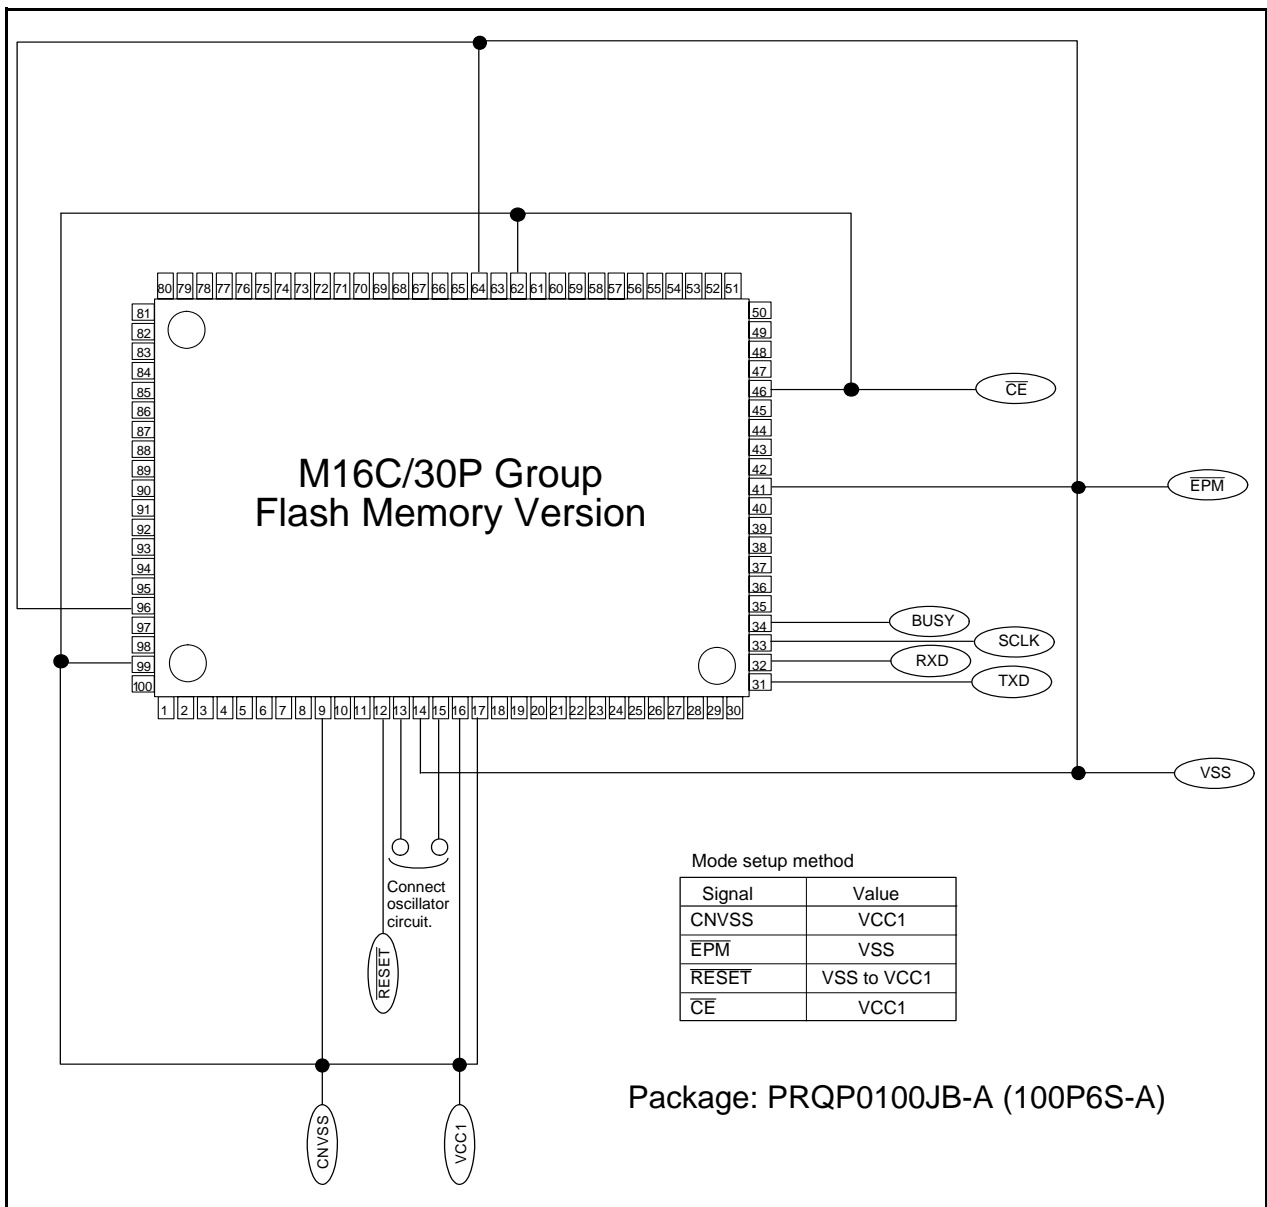 80 79 78 77 76 75 74 73 72 71 70 69 68 67 66 65 64 63 62 61 60 59 58 57 56 55 54 53 52 51
81
82
83
84
85
86
87
88
89
90
91
92
93
94
95
96
97
98
99
100
M16C/30P Group
Flash Memory Version
50
49
48
47
46
45
44
43
42
41
40
39
38
37
36
35
34
33
32
31
CE
EPM
BUSY
SCLK
RXD
TXD
VSS
1 2 3 4 5 6 7 8 9 10 11 12 13 14 15 16 17 18 19 20 21 22 23 24 25 26 27 28 29 30
Connect
oscillator
circuit.
RESET
CNVSS
VCC1
Mode setup method
Signal Value
CNVSS VCC1
EPM VSS
RESET VSS to VCC1
CE VCC1
Package: PRQP0100JB-A (100P6S-A)